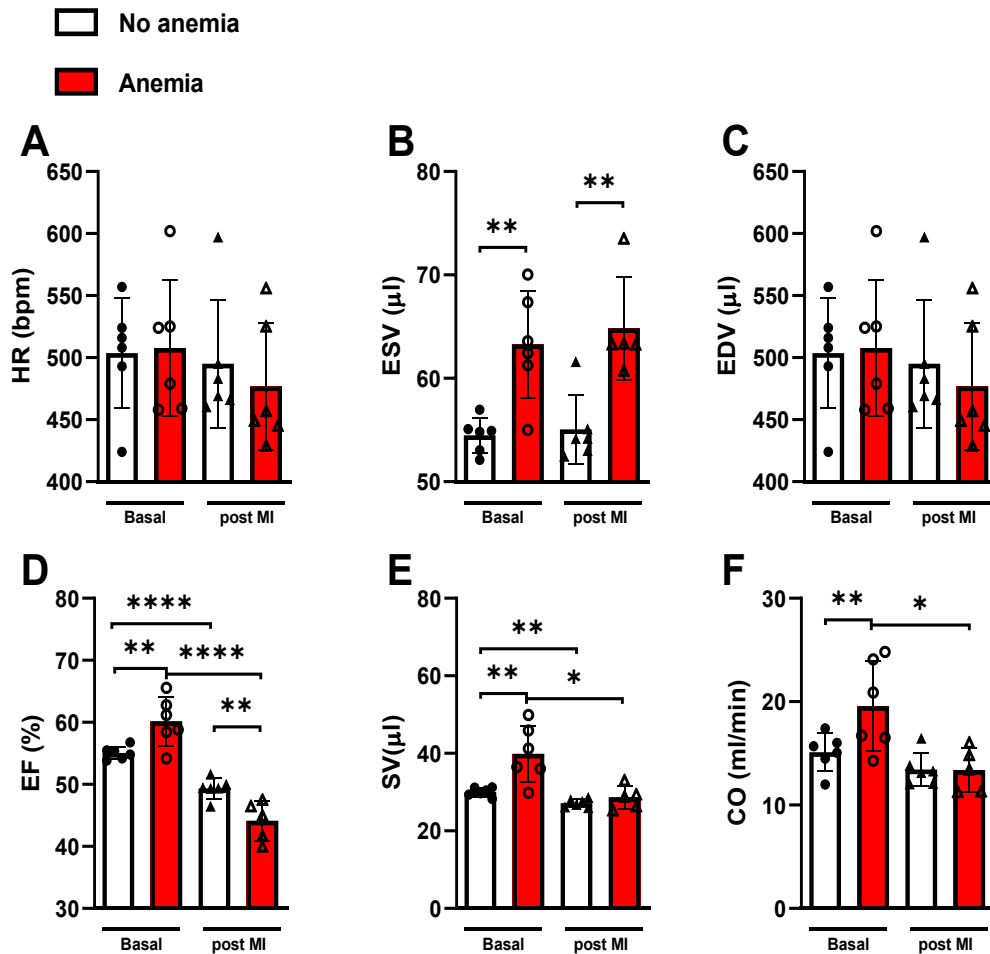 No anemia
Anemia
A
HR (bpm)
650
600
550
500
450
400
Basal
post MI
B
ESV (µl)
80
70
60
50
**
**
Basal
post MI
C
EDV (µl)
650
600
550
500
450
400
Basal
post MI
D
EF (%)
80
70
60
50
40
30
****
**
****
**
Basal
post MI
E
SV(µl)
80
60
40
20
0
**
**
*
Basal
post MI
F
CO (ml/min)
30
20
10
0
**
*
Basal
post MI